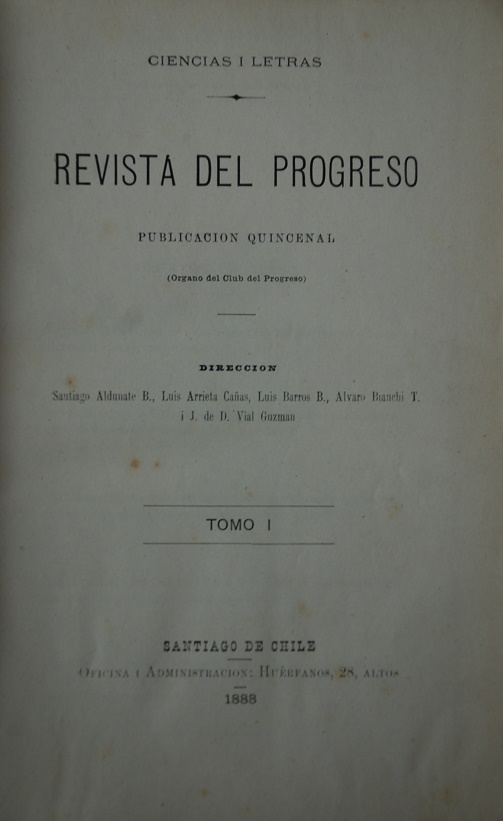 CIENCIAS I LETRAS
REVISTA DEL PROGRESO
PUBLICACION QUINCENAL
(Organo del Club del Progreso)
DIRECCION
Santiago Aldunate B., Luis Arrieta Cañas, Luis Barros B., Alvaro Bianchi T.
i J. de D. Vial Guzman
TOMO I
SANTIAGO DE CHILE
OFICINA I ADMINISTRACION: HUÉRFANOS, 28, ALTOS
1888